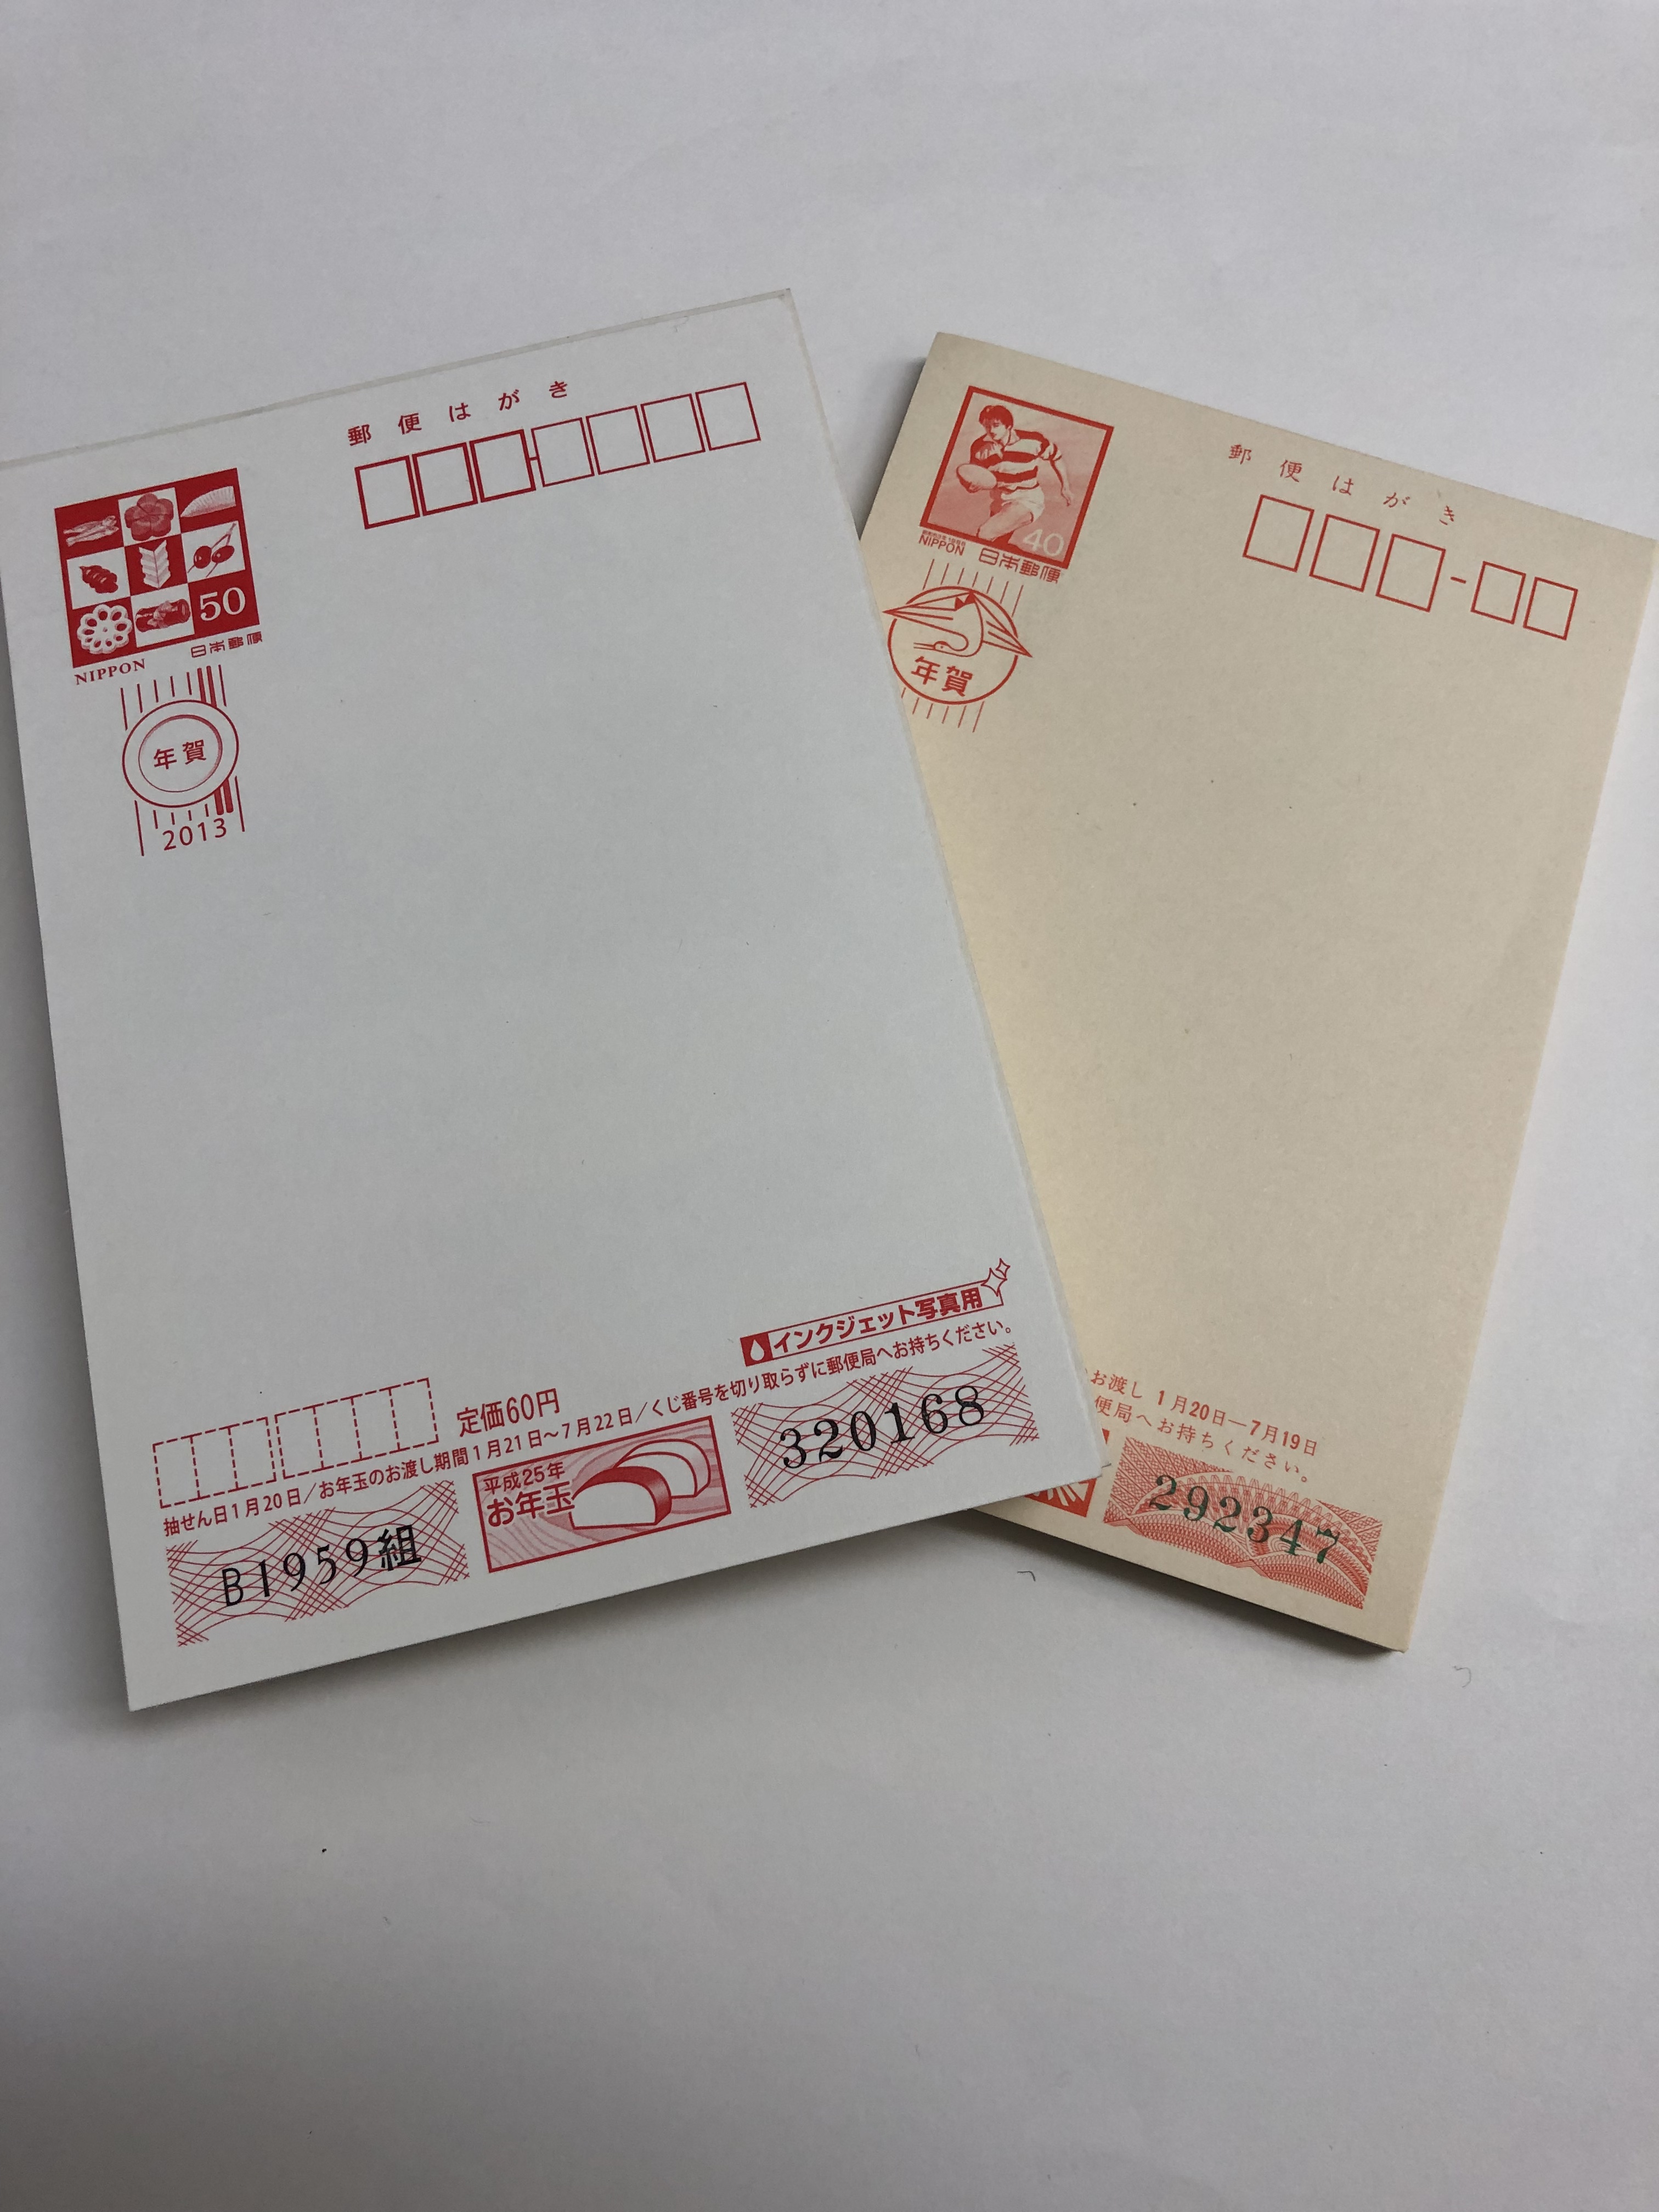 郵便はがき
50
日本郵便
NIPPON
年賀
2013
インクジェット写真用
定価60円
抽せん日1月20日/お年玉のお渡し期間1月21日~7月22日/くじ番号を切り取らずに郵便局へお持ちください。
B1959組
平成25年
お年玉
320168
郵便はがき
40
NIPPON
日本郵便
年賀
お渡し 1月20日―7月19日
便局へお持ちください。
292347